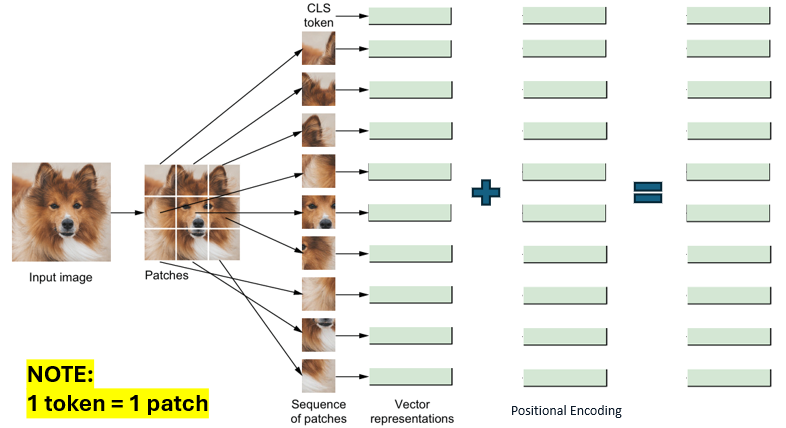 CLS
token
Input image
Patches
NOTE:
1 token = 1 patch
Sequence
of patches
Vector
representations
Positional Encoding